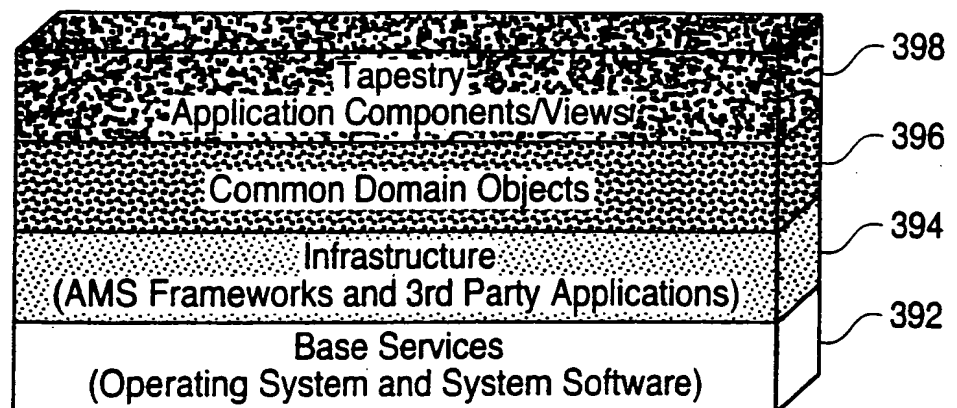 Tapestry
Application Components/Views
398
Common Domain Objects
396
Infrastructure
(AMS Frameworks and 3rd Party Applications)
394
Base Services
(Operating System and System Software)
392